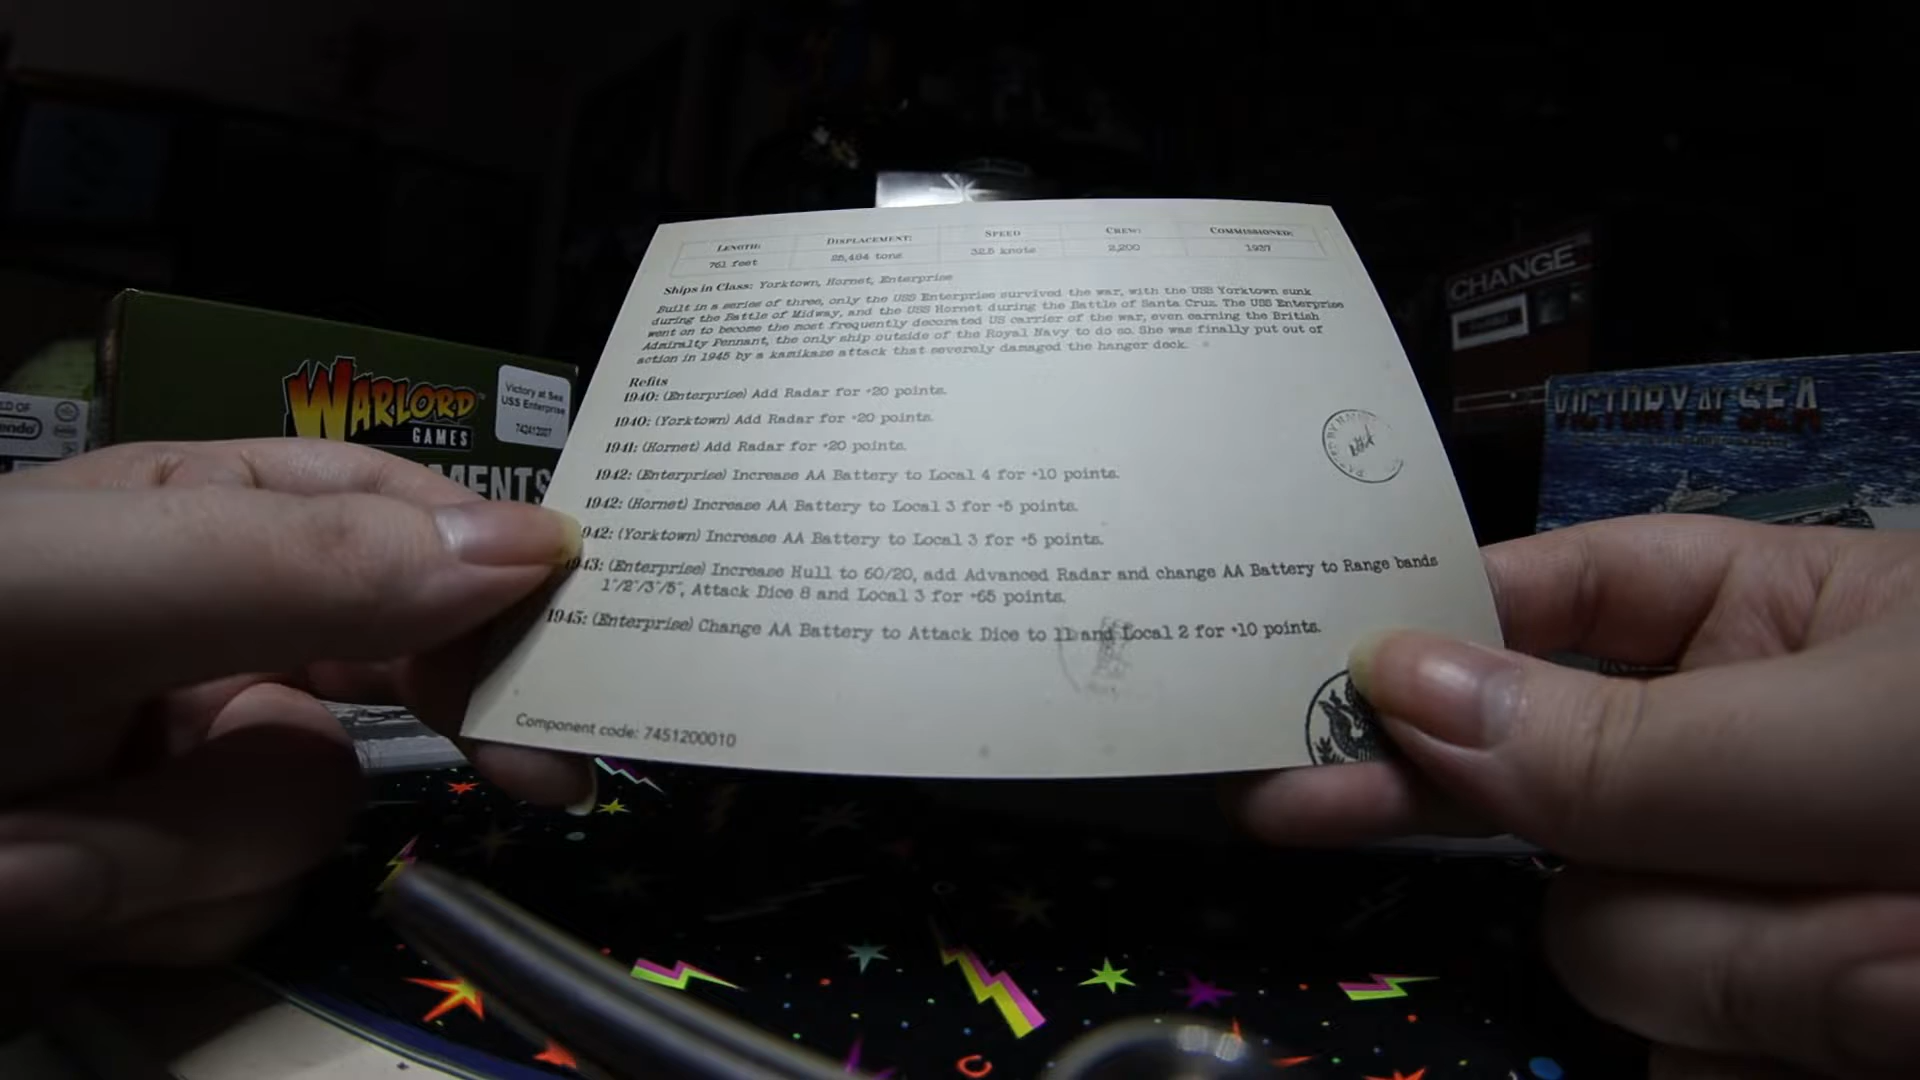 LENGTH: DISPLACEMENT: SPEED CREW: COMMISSIONED:
761 feet 25,484 tons 32.5 knots 2,200 1937
Ships in Class: Yorktown, Hornet, Enterprise
Built in a series of three, only the USS Enterprise survived the war, with the USS Yorktown sunk
during the Battle of Midway, and the USS Hornet during the Battle of Santa Cruz. The USS Enterprise
went on to become the most frequently decorated US carrier of the war, even earning the British
Admiralty Pennant, the only ship outside of the Royal Navy to do so. She was finally put out of
action in 1945 by a kamikaze attack that severely damaged the hanger deck.
Refits
1940: (Enterprise) Add Radar for +20 points.
1940: (Yorktown) Add Radar for +20 points.
1941: (Hornet) Add Radar for +20 points.
1942: (Enterprise) Increase AA Battery to Local 4 for +10 points.
1942: (Hornet) Increase AA Battery to Local 3 for +5 points.
942: (Yorktown) Increase AA Battery to Local 3 for +5 points.
1943: (Enterprise) Increase Hull to 60/20, add Advanced Radar and change AA Battery to Range bands
1"/2"/3"/5", Attack Dice 8 and Local 3 for +65 points.
1945: (Enterprise) Change AA Battery to Attack Dice to 11 and Local 2 for +10 points.
Component code: 7451200010
WARLORD
GAMES
Victory at Sea
USS Enterprise
742412007
MENTS
LD OF
endo
CHANGE
VICTORY AT SEA